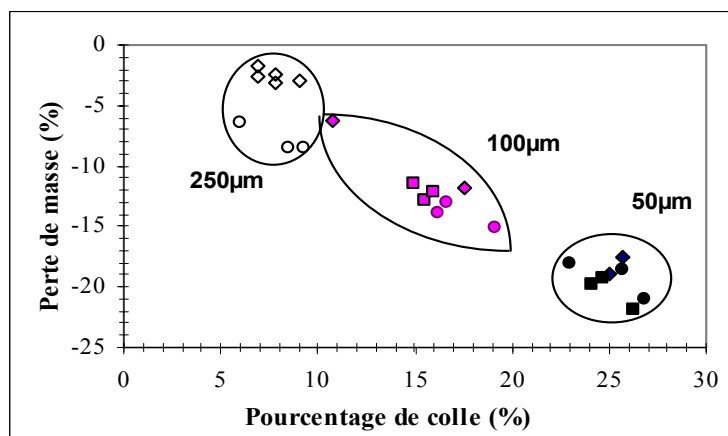 0
-5
-10
-15
-20
-25
Perte de masse (%)
250µm
100µm
50µm
0 5 10 15 20 25 30
Pourcentage de colle (%)